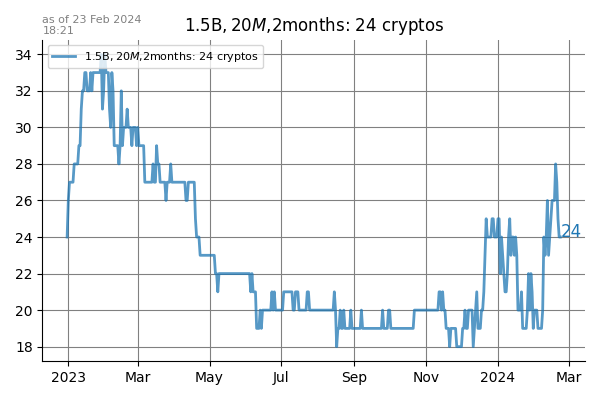 as of 23 Feb 2024
18:21
1.5B, 20M,2months: 24 cryptos
1.5B, 20M,2months: 24 cryptos
34
32
30
28
26
24
22
20
18
24
2023
Mar
May
Jul
Sep
Nov
2024
Mar